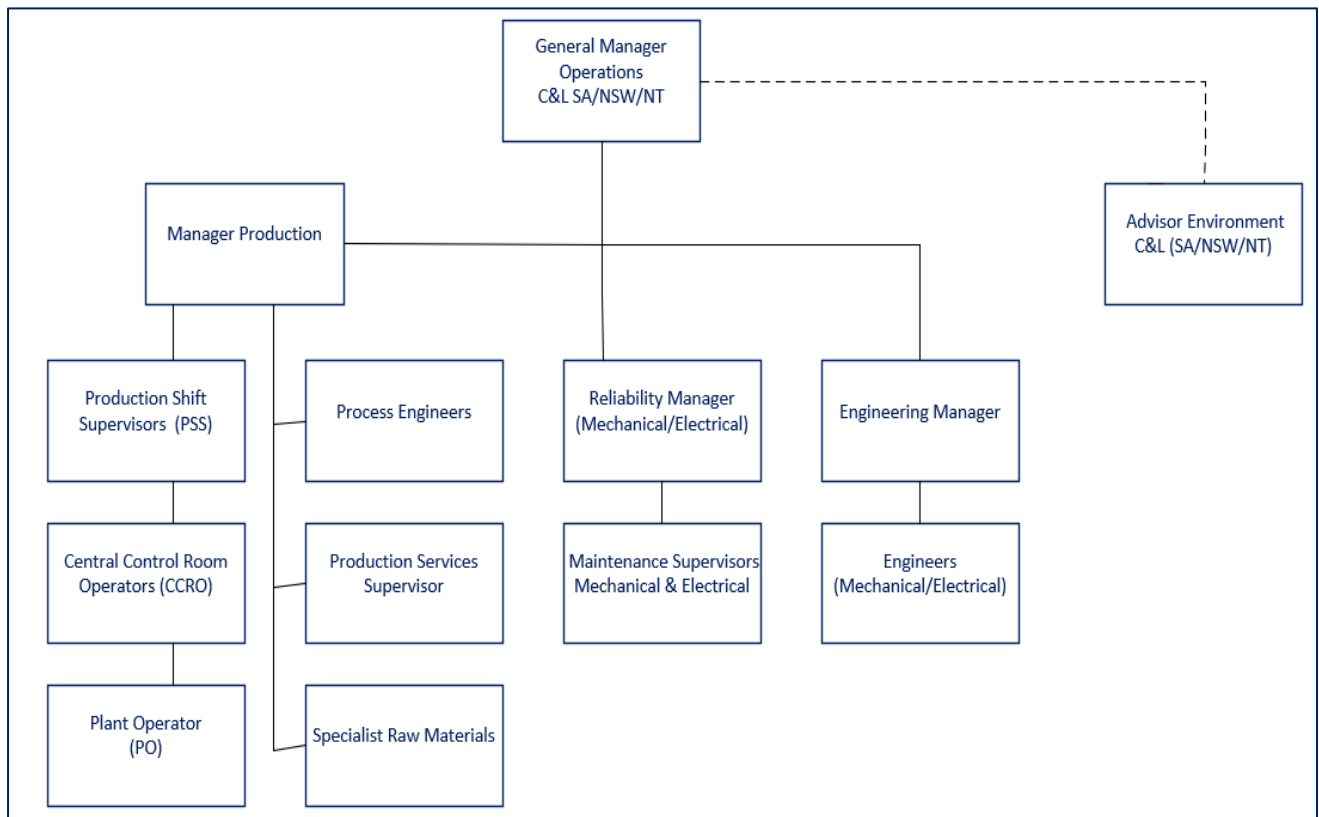 General Manager
Operations
C&L SA/NSW/NT
Manager Production
Advisor Environment
C&L (SA/NSW/NT)
Production Shift
Supervisors (PSS)
Process Engineers
Reliability Manager
(Mechanical/Electrical)
Engineering Manager
Central Control Room
Operators (CCRO)
Production Services
Supervisor
Maintenance Supervisors
Mechanical & Electrical
Engineers
(Mechanical/Electrical)
Plant Operator
(PO)
Specialist Raw Materials